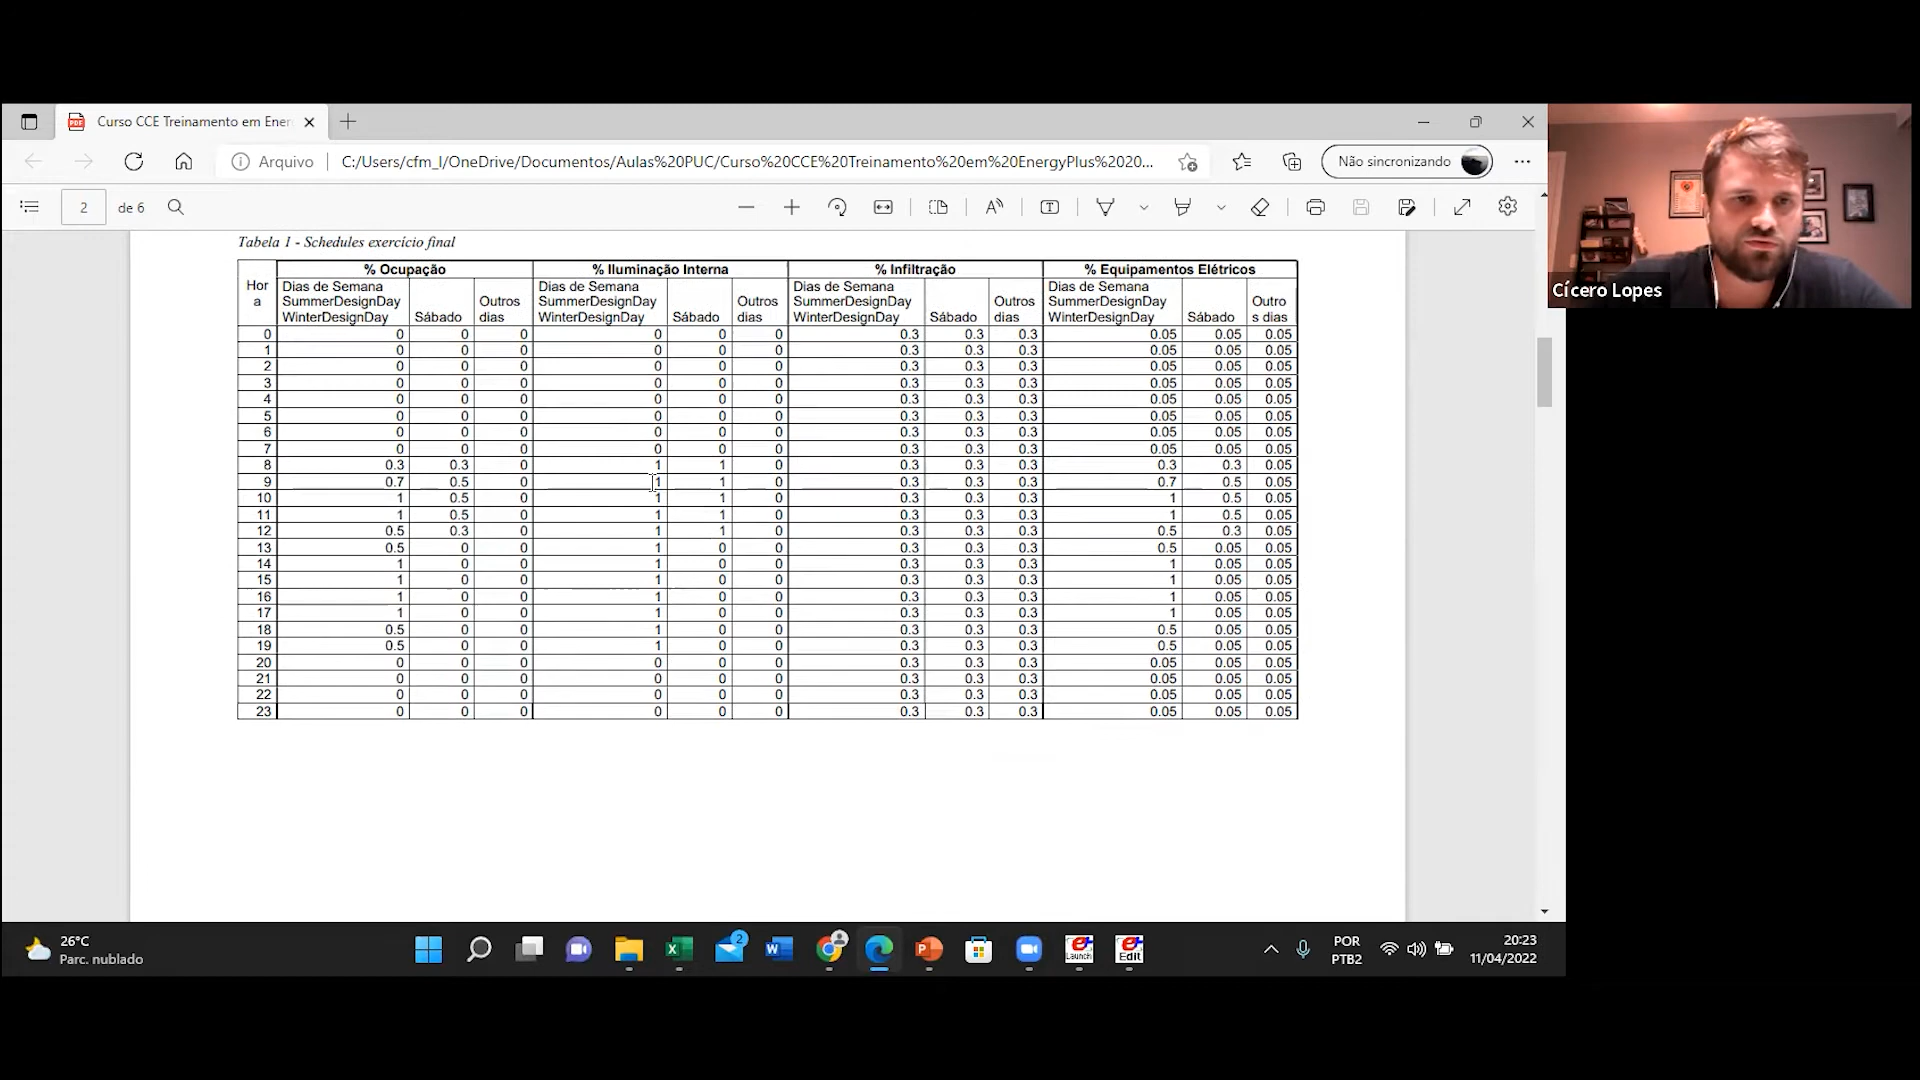 Curso CCE Treinamento em Ener
Arquivo
C:/Users/cfm_l/OneDrive/Documentos/Aulas%20PUC/Curso%20CCE%20Treinamento%20em%20EnergyPlus%2020...
Não sincronizando
2 de 6
Tabela 1 - Schedules exercício final
Hora % Ocupação % Iluminação Interna % Infiltração % Equipamentos Elétricos
Dias de Semana Dias de Semana Dias de Semana Dias de Semana
SummerDesignDay Outros SummerDesignDay Outros SummerDesignDay Outros SummerDesignDay Outro
WinterDesignDay Sábado dias WinterDesignDay Sábado dias WinterDesignDay Sábado dias WinterDesignDay Sábado s dias
0 0 0 0 0 0 0 0.3 0.3 0.3 0.05 0.05 0.05
1 0 0 0 0 0 0 0.3 0.3 0.3 0.05 0.05 0.05
2 0 0 0 0 0 0 0.3 0.3 0.3 0.05 0.05 0.05
3 0 0 0 0 0 0 0.3 0.3 0.3 0.05 0.05 0.05
4 0 0 0 0 0 0 0.3 0.3 0.3 0.05 0.05 0.05
5 0 0 0 0 0 0 0.3 0.3 0.3 0.05 0.05 0.05
6 0 0 0 0 0 0 0.3 0.3 0.3 0.05 0.05 0.05
7 0 0 0 0 0 0 0.3 0.3 0.3 0.05 0.05 0.05
8 0.3 0.3 0 1 1 0 0.3 0.3 0.3 0.3 0.3 0.05
9 0.7 0.5 0 1 1 0 0.3 0.3 0.3 0.7 0.5 0.05
10 1 0.5 0 1 1 0 0.3 0.3 0.3 1 0.5 0.05
11 1 0.5 0 1 1 0 0.3 0.3 0.3 1 0.5 0.05
12 0.5 0.3 0 1 1 0 0.3 0.3 0.3 0.5 0.3 0.05
13 0.5 0 0 1 0 0 0.3 0.3 0.3 0.5 0.05 0.05
14 1 0 0 1 0 0 0.3 0.3 0.3 1 0.05 0.05
15 1 0 0 1 0 0 0.3 0.3 0.3 1 0.05 0.05
16 1 0 0 1 0 0 0.3 0.3 0.3 1 0.05 0.05
17 1 0 0 1 0 0 0.3 0.3 0.3 1 0.05 0.05
18 0.5 0 0 1 0 0 0.3 0.3 0.3 0.5 0.05 0.05
19 0.5 0 0 1 0 0 0.3 0.3 0.3 0.5 0.05 0.05
20 0 0 0 0 0 0 0.3 0.3 0.3 0.05 0.05 0.05
21 0 0 0 0 0 0 0.3 0.3 0.3 0.05 0.05 0.05
22 0 0 0 0 0 0 0.3 0.3 0.3 0.05 0.05 0.05
23 0 0 0 0 0 0 0.3 0.3 0.3 0.05 0.05 0.05
Cícero Lopes
26°C
Parc. nublado
2
Launch
Edit
POR
PTB2
20:23
11/04/2022